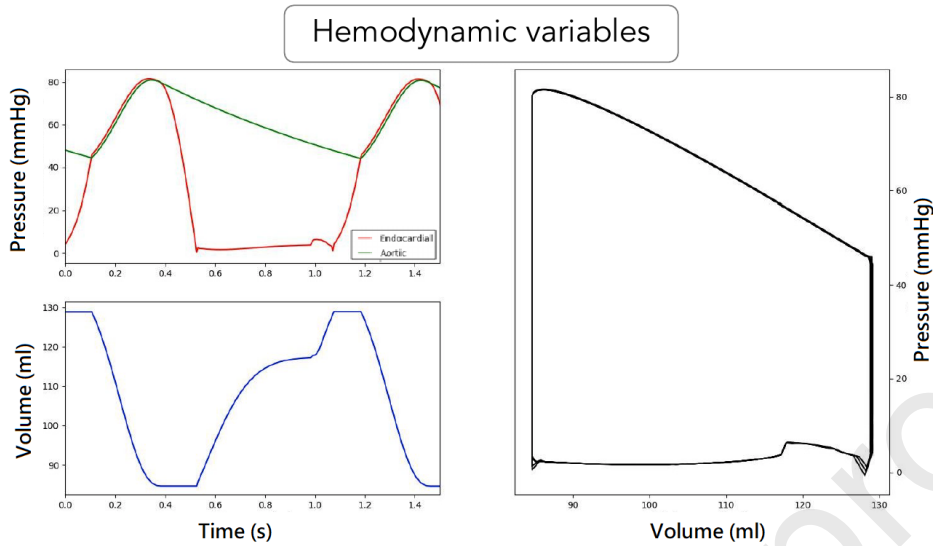 Hemodynamic variables
Pressure (mmHg)
80
60
40
20
0
Endocardial
Aortic
0.0 0.2 0.4 0.6 0.8 1.0 1.2 1.4
Volume (ml)
130
120
110
100
90
0.0 0.2 0.4 0.6 0.8 1.0 1.2 1.4
Time (s)
80
60
40
20
0
Pressure (mmHg)
90 100 110 120 130
Volume (ml)
pro